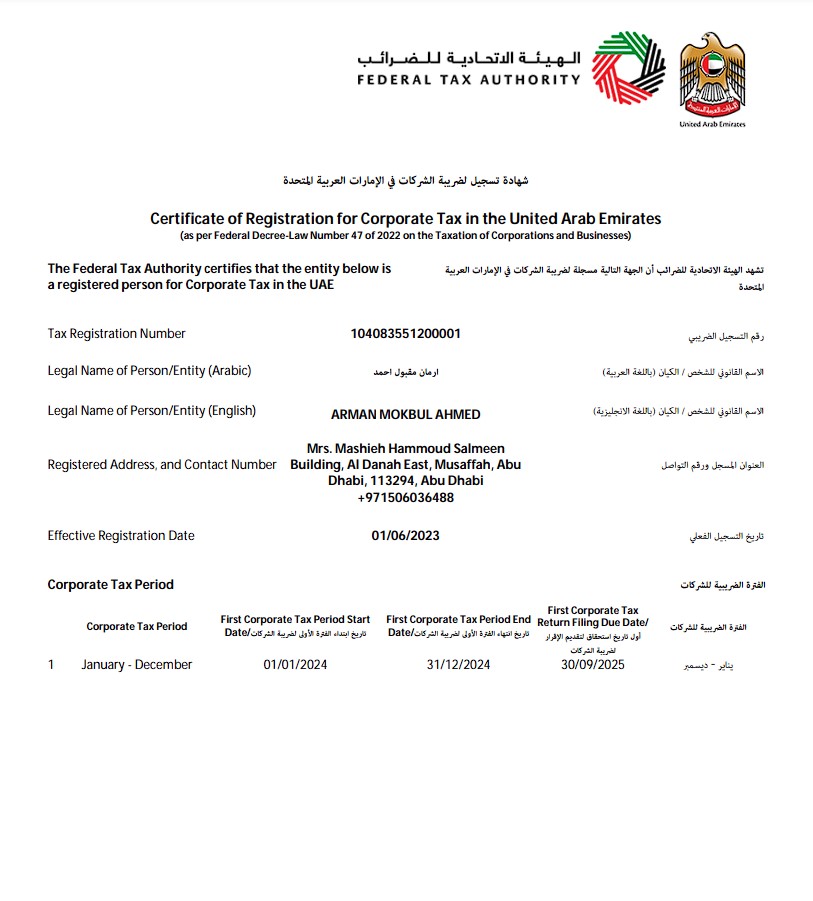 الهيئة الاتحادية للضرائب
FEDERAL TAX AUTHORITY
الإمارات العربية المتحدة
United Arab Emirates
شهادة تسجيل لضريبة الشركات في الإمارات العربية المتحدة
Certificate of Registration for Corporate Tax in the United Arab Emirates
(as per Federal Decree-Law Number 47 of 2022 on the Taxation of Corporations and Businesses)
The Federal Tax Authority certifies that the entity below is
a registered person for Corporate Tax in the UAE
تشهد الهيئة الاتحادية للضرائب أن الجهة التالية مسجلة لضريبة الشركات في الإمارات العربية
المتحدة
Tax Registration Number 104083551200001 رقم التسجيل الضريبي
Legal Name of Person/Entity (Arabic) ارمان مقبول احمد الاسم القانوني للشخص / الكيان (باللغة العربية)
Legal Name of Person/Entity (English) ARMAN MOKBUL AHMED الاسم القانوني للشخص / الكيان (باللغة الانجليزية)
Registered Address, and Contact Number
Mrs. Mashieh Hammoud Salmeen
Building, Al Danah East, Musaffah, Abu
Dhabi, 113294, Abu Dhabi
+971506036488
العنوان المسجل ورقم التواصل
Effective Registration Date 01/06/2023 تاريخ التسجيل الفعلي
Corporate Tax Period الفترة الضريبية للشركات
Corporate Tax Period
First Corporate Tax Period Start
Date/تاريخ ابتداء الفترة الأولى لضريبة الشركات
First Corporate Tax Period End
Date/تاريخ انتهاء الفترة الأولى لضريبة الشركات
First Corporate Tax
Return Filing Due Date/
أول تاريخ استحقاق لتقديم الإقرار
لضريبة الشركات
الفترة الضريبية للشركات
1 January - December 01/01/2024 31/12/2024 30/09/2025 يناير - ديسمبر